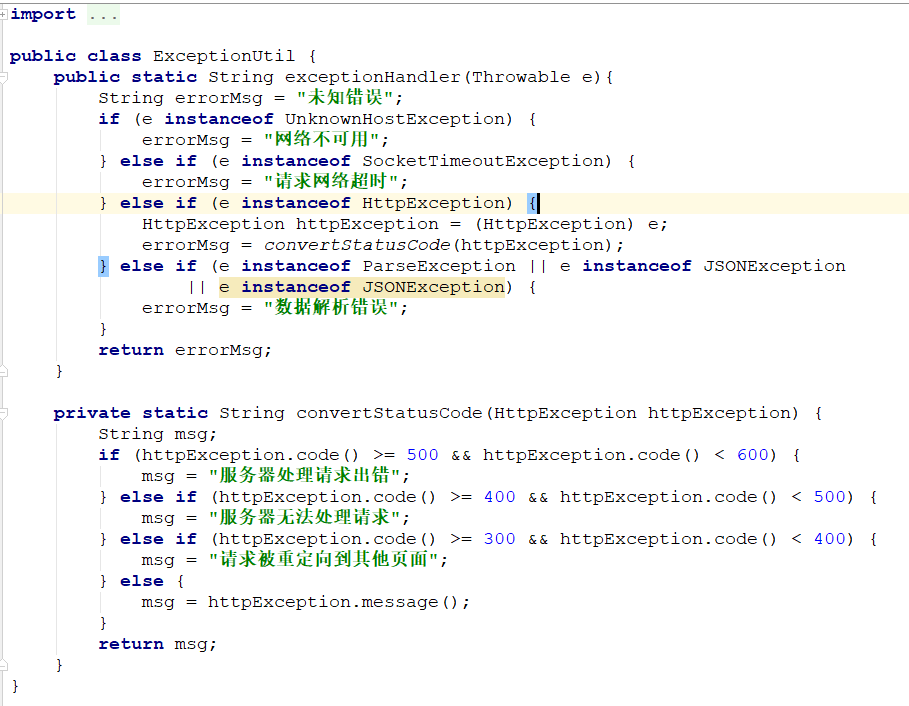 import ...
public class ExceptionUtil {
    public static String exceptionHandler(Throwable e){
        String errorMsg = "未知错误";
        if (e instanceof UnknownHostException) {
            errorMsg = "网络不可用";
        } else if (e instanceof SocketTimeoutException) {
            errorMsg = "请求网络超时";
        } else if (e instanceof HttpException) {
            HttpException httpException = (HttpException) e;
            errorMsg = convertStatusCode(httpException);
        } else if (e instanceof ParseException || e instanceof JSONException
                || e instanceof JSONException) {
            errorMsg = "数据解析错误";
        }
        return errorMsg;
    }
    private static String convertStatusCode(HttpException httpException) {
        String msg;
        if (httpException.code() >= 500 && httpException.code() < 600) {
            msg = "服务器处理请求出错";
        } else if (httpException.code() >= 400 && httpException.code() < 500) {
            msg = "服务器无法处理请求";
        } else if (httpException.code() >= 300 && httpException.code() < 400) {
            msg = "请求被重定向到其他页面";
        } else {
            msg = httpException.message();
        }
        return msg;
    }
}